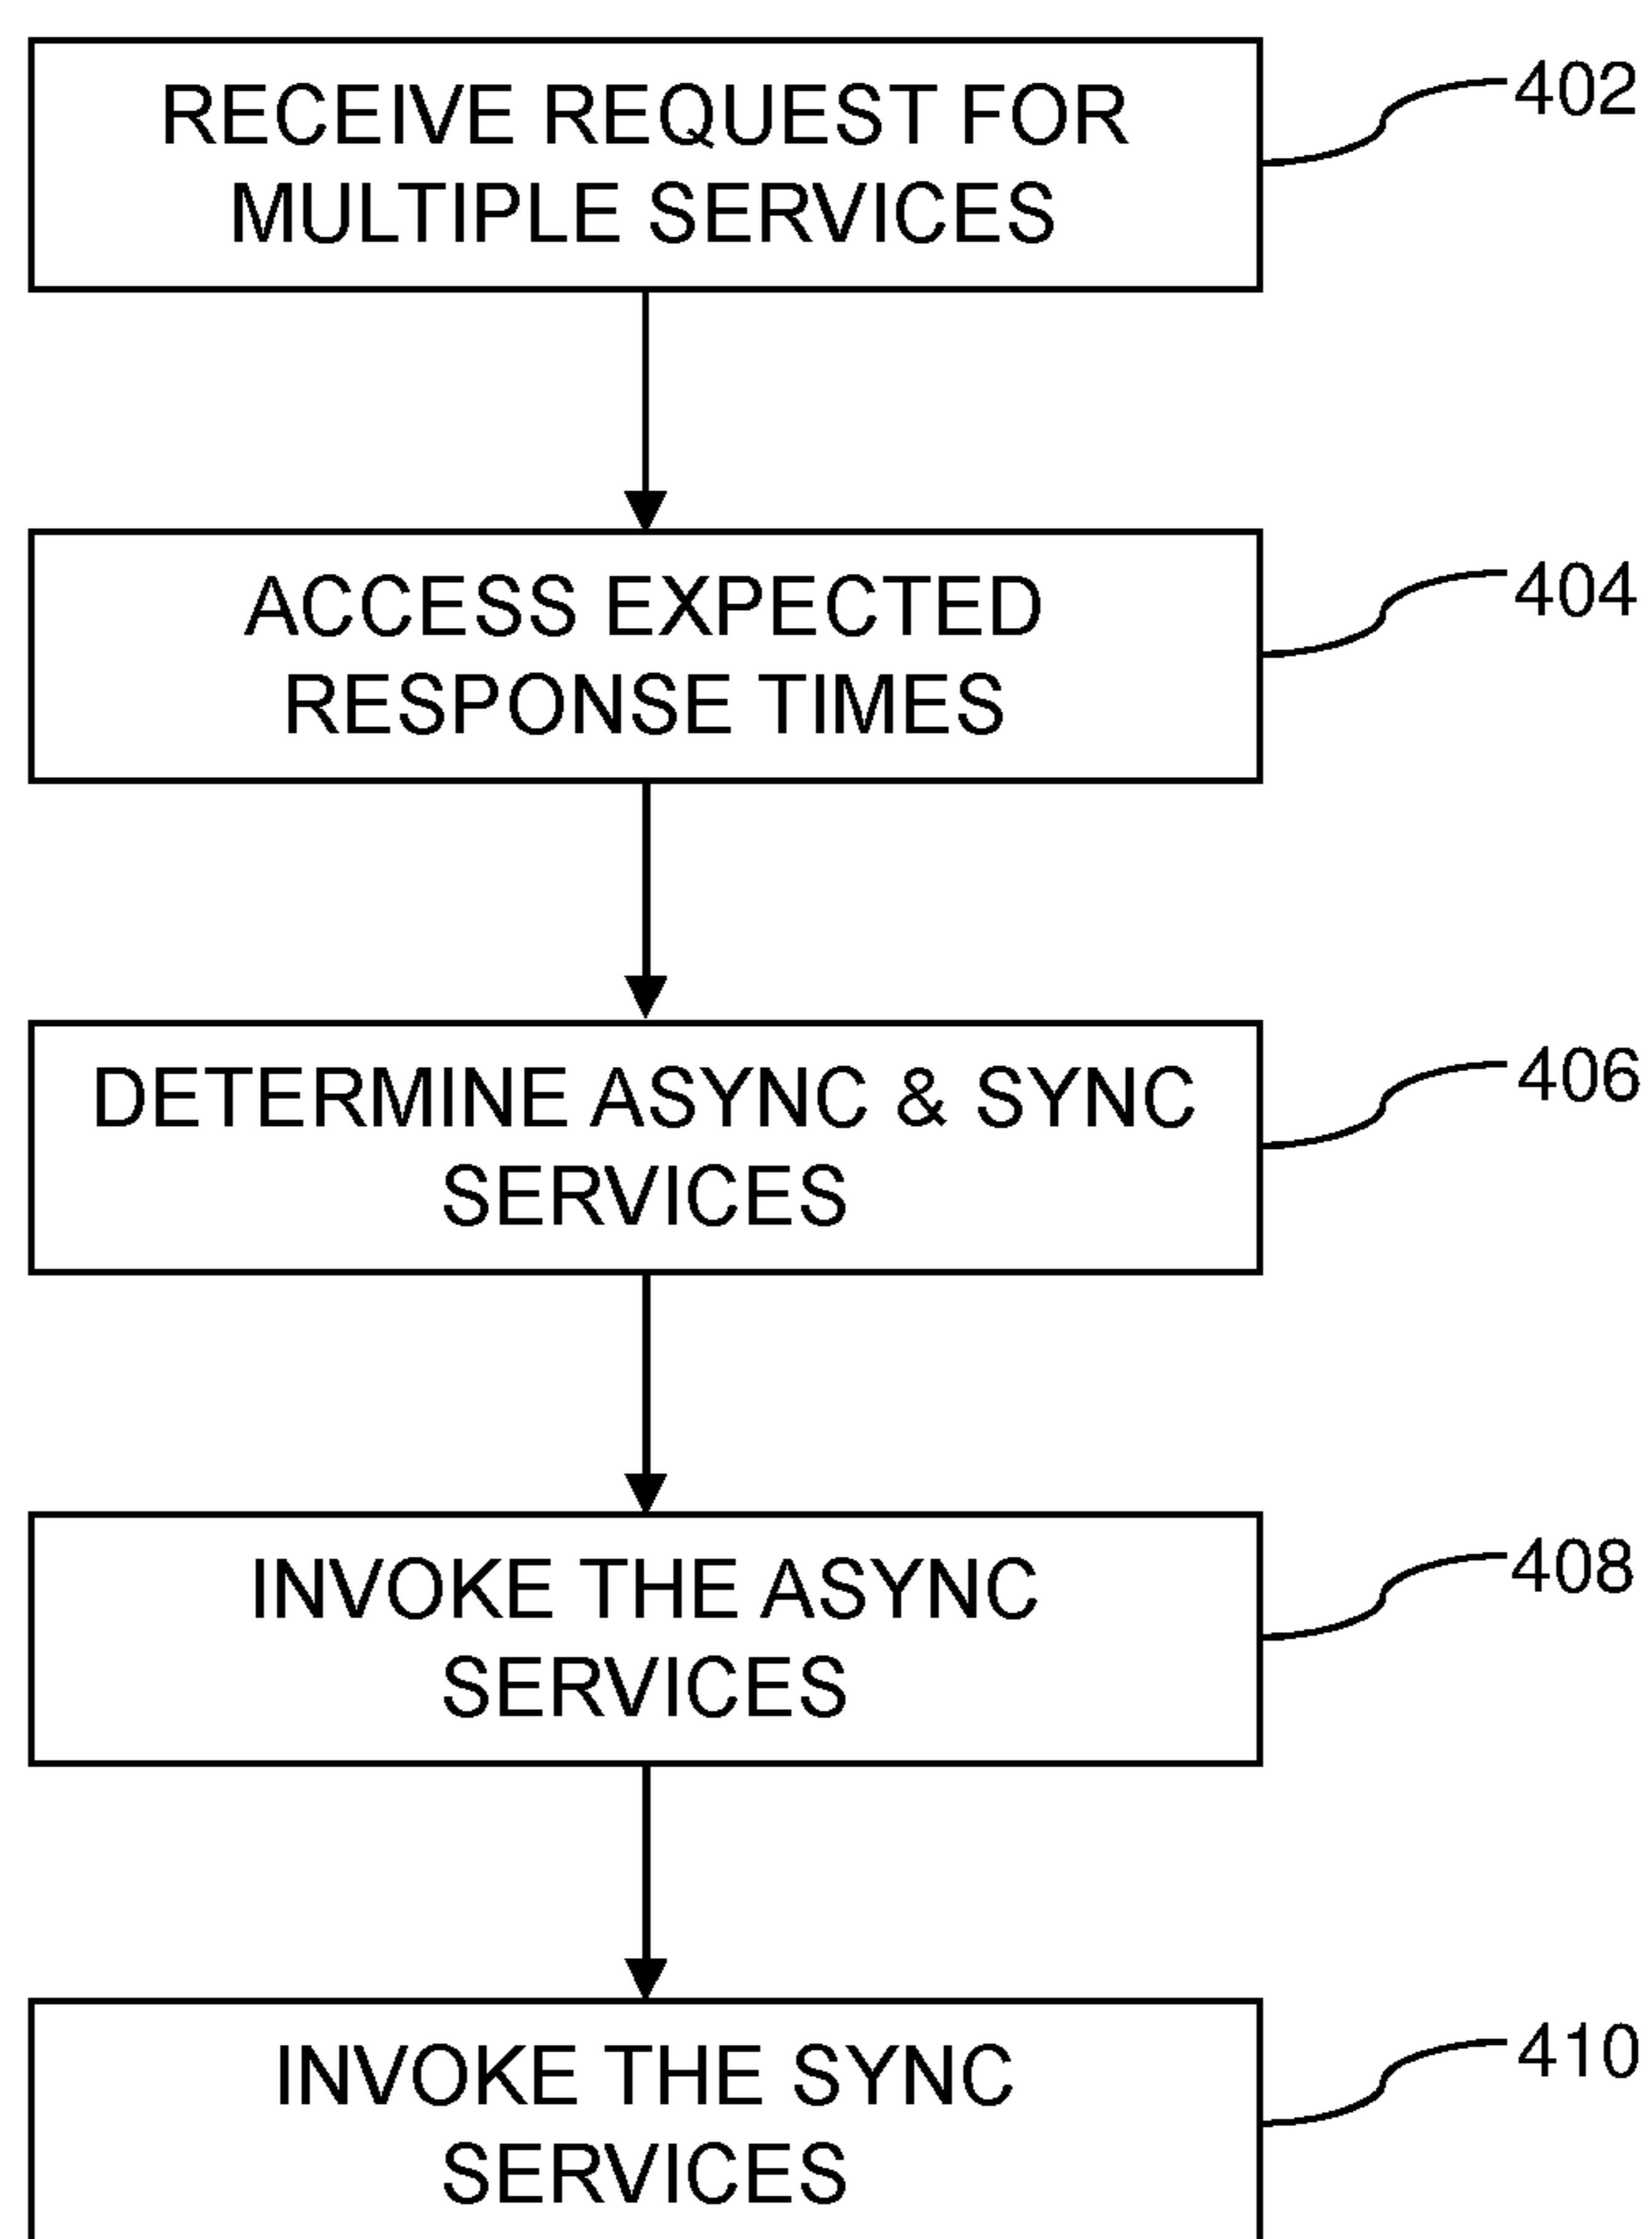 RECEIVE REQUEST FOR
MULTIPLE SERVICES
402
ACCESS EXPECTED
RESPONSE TIMES
404
DETERMINE ASYNC & SYNC
SERVICES
406
INVOKE THE ASYNC
SERVICES
408
INVOKE THE SYNC
SERVICES
410